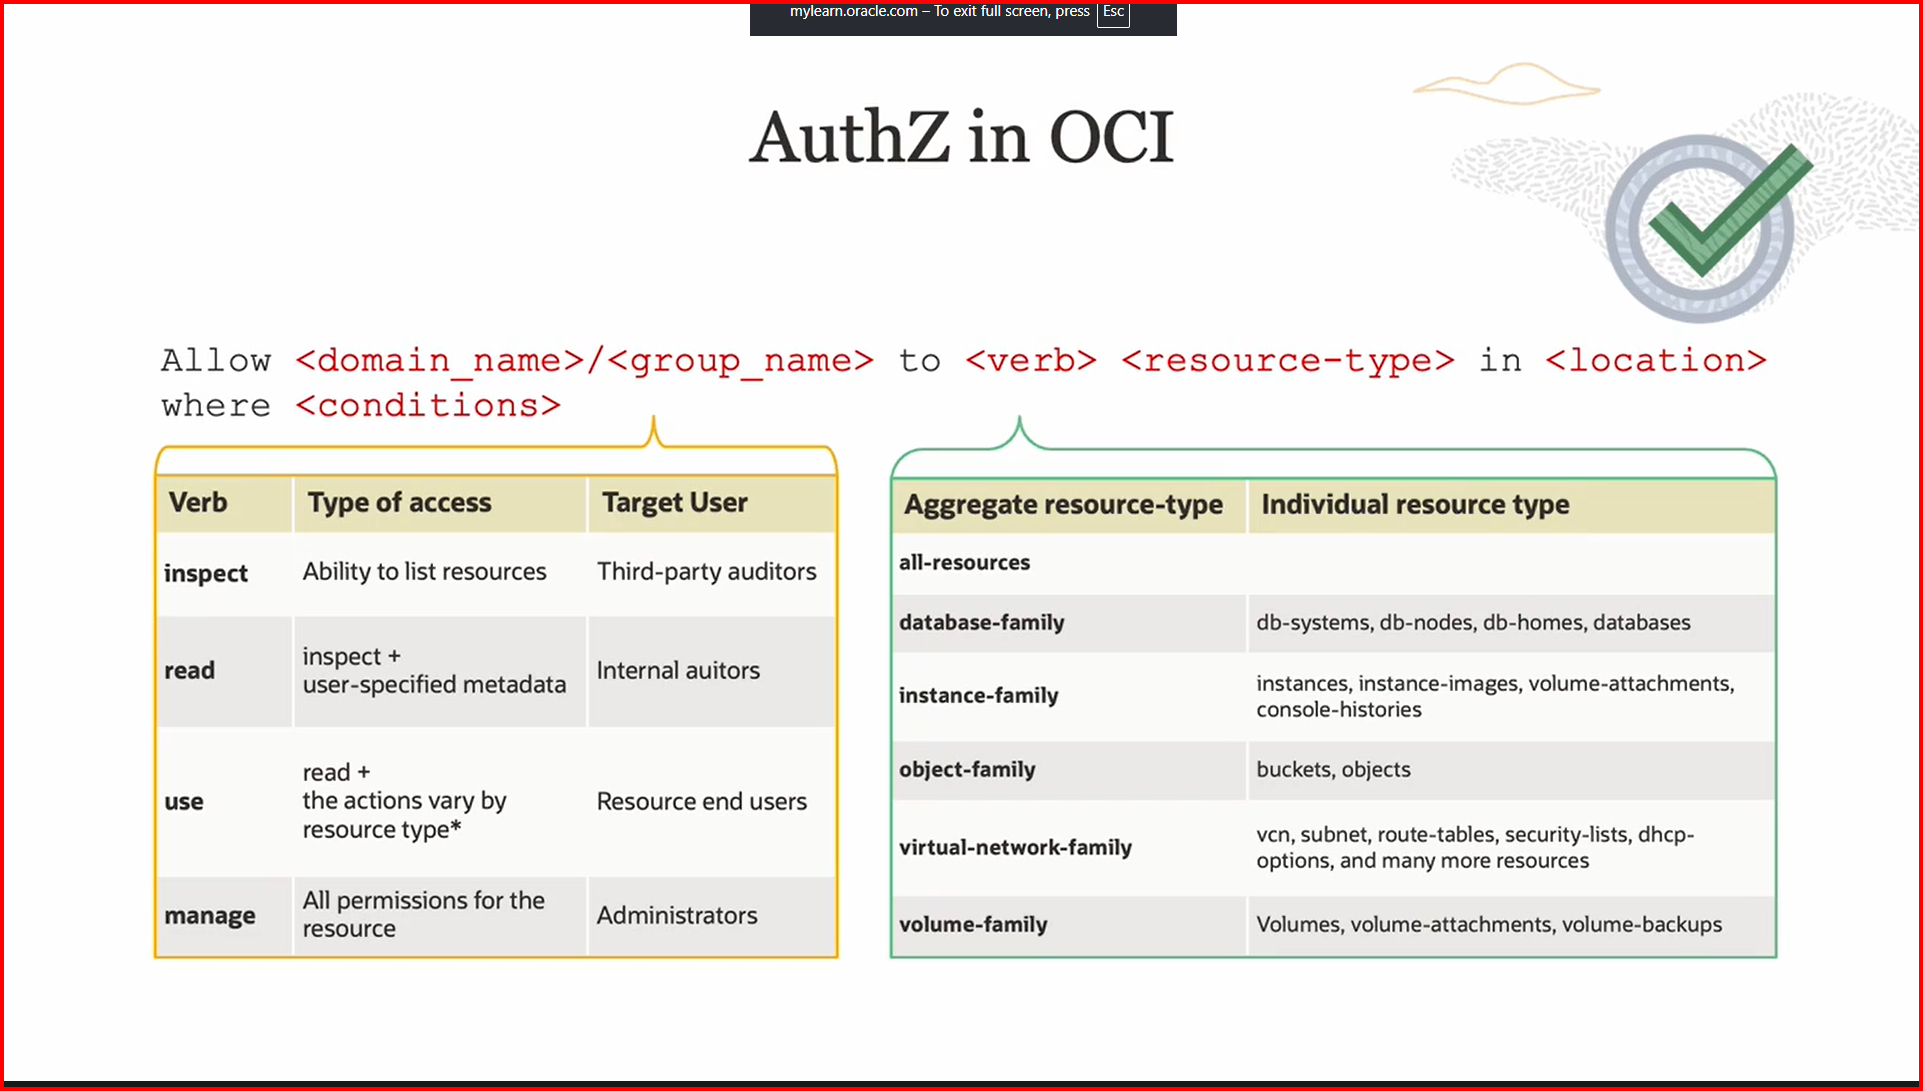 mylearn.oracle.com – To exit full screen, press Esc
AuthZ in OCI
Allow <domain_name>/<group_name> to <verb> <resource-type> in <location>
where <conditions>
Verb Type of access Target User
inspect Ability to list resources Third-party auditors
read inspect +
user-specified metadata Internal auitors
use read +
the actions vary by
resource type* Resource end users
manage All permissions for the
resource Administrators
Aggregate resource-type Individual resource type
all-resources
database-family db-systems, db-nodes, db-homes, databases
instance-family instances, instance-images, volume-attachments,
console-histories
object-family buckets, objects
virtual-network-family vcn, subnet, route-tables, security-lists, dhcp-
options, and many more resources
volume-family Volumes, volume-attachments, volume-backups